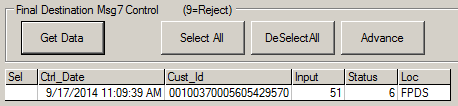 Final Destination Msg7 Control (9=Reject)
Get Data Select All DeSelectAll Advance
Sel Ctrl_Date Cust_Id Input Status Loc
9/17/2014 11:09:39 AM 00100370005605429570 51 6 FPDS